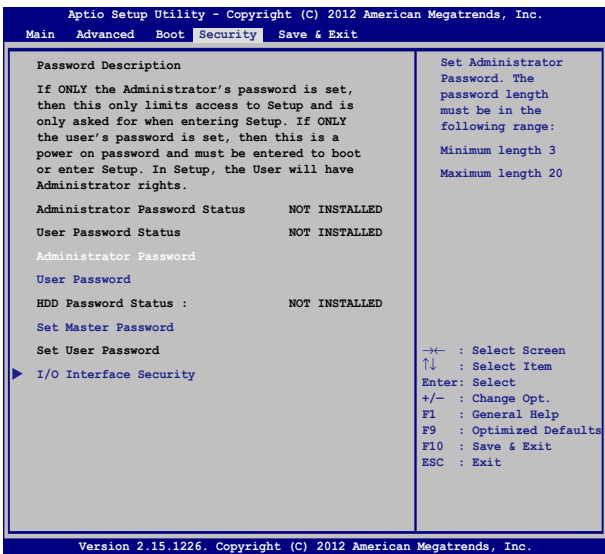 Aptio Setup Utility - Copyright (C) 2012 American Megatrends, Inc.
Main Advanced Boot Security Save & Exit
Password Description
If ONLY the Administrator's password is set,
then this only limits access to Setup and is
only asked for when entering Setup. If ONLY
the user's password is set, then this is a
power on password and must be entered to boot
or enter Setup. In Setup, the User will have
Administrator rights.
Administrator Password Status NOT INSTALLED
User Password Status NOT INSTALLED
Administrator Password
User Password
HDD Password Status : NOT INSTALLED
Set Master Password
Set User Password
I/O Interface Security
Set Administrator
Password. The
password length
must be in the
following range:
Minimum length 3
Maximum length 20
→← : Select Screen
↑↓ : Select Item
Enter: Select
+/— : Change Opt.
F1 : General Help
F9 : Optimized Defaults
F10 : Save & Exit
ESC : Exit
Version 2.15.1226. Copyright (C) 2012 American Megatrends, Inc.